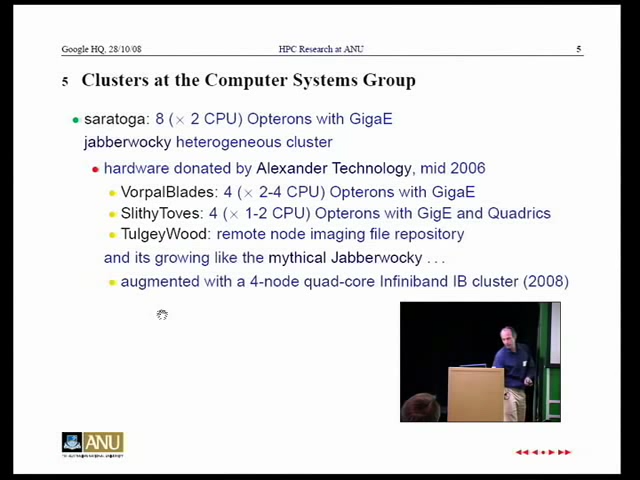 Google HQ, 28/10/08 HPC Research at ANU 5
5 Clusters at the Computer Systems Group
saratoga: 8 (× 2 CPU) Opterons with GigaE
jabberwocky heterogeneous cluster
hardware donated by Alexander Technology, mid 2006
VorpalBlades: 4 (× 2-4 CPU) Opterons with GigaE
SlithyToves: 4 (× 1-2 CPU) Opterons with GigE and Quadrics
TulgeyWood: remote node imaging file repository
and its growing like the mythical Jabberwocky . . .
augmented with a 4-node quad-core Infiniband IB cluster (2008)
ANU